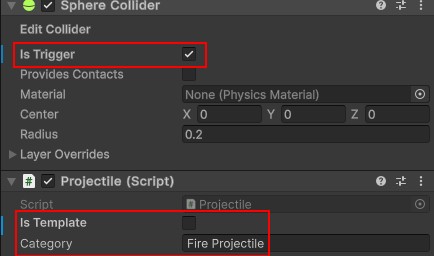 Sphere Collider
Edit Collider
Is Trigger
Provides Contacts
Material None (Physics Material)
Center X 0 Y 0 Z 0
Radius 0.2
Layer Overrides
# Projectile (Script)
Script # Projectile
Is Template
Category Fire Projectile